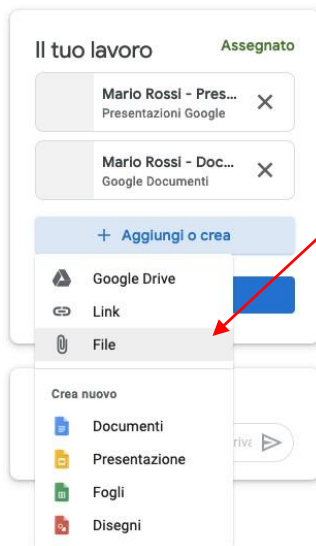 Il tuo lavoro Assegnato
Mario Rossi - Pres...
Presentazioni Google
Mario Rossi - Doc...
Google Documenti
+ Aggiungi o crea
Google Drive
Link
File
Crea nuovo
Documenti
Presentazione
Fogli
Disegni